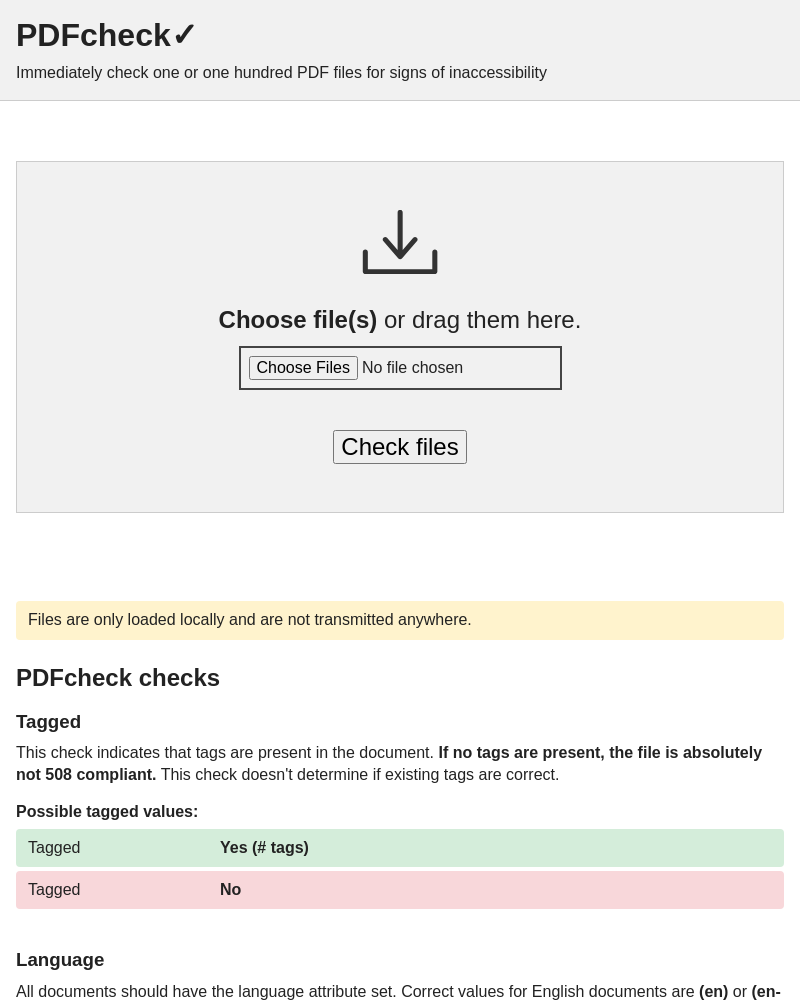 PDFcheck✓
Immediately check one or one hundred PDF files for signs of inaccessibility
Choose file(s) or drag them here.
Choose Files No file chosen
Check files
Files are only loaded locally and are not transmitted anywhere.
PDFcheck checks
Tagged
This check indicates that tags are present in the document. If no tags are present, the file is absolutely
not 508 compliant. This check doesn't determine if existing tags are correct.
Possible tagged values:
Tagged Yes (# tags)
Tagged No
Language
All documents should have the language attribute set. Correct values for English documents are (en) or (en-